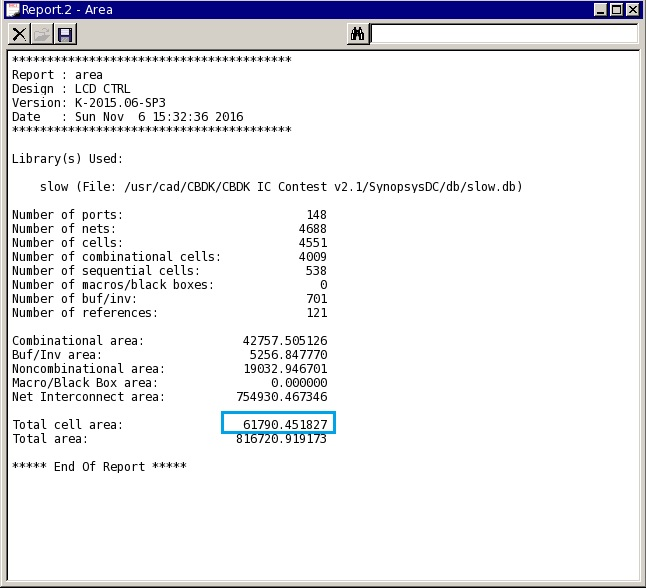 Report.2 - Area
****************************************
Report : area
Design : LCD CTRL
Version: K-2015.06-SP3
Date   : Sun Nov  6 15:32:36 2016
****************************************
Library(s) Used:
slow (File: /usr/cad/CBDK/CBDK IC Contest v2.1/SynopsysDC/db/slow.db)
Number of ports: 148
Number of nets: 4688
Number of cells: 4551
Number of combinational cells: 4009
Number of sequential cells: 538
Number of macros/black boxes: 0
Number of buf/inv: 701
Number of references: 121
Combinational area: 42757.505126
Buf/Inv area: 5256.847770
Noncombinational area: 19032.946701
Macro/Black Box area: 0.000000
Net Interconnect area: 754930.467346
Total cell area: 61790.451827
Total area: 816720.919173
***** End Of Report *****